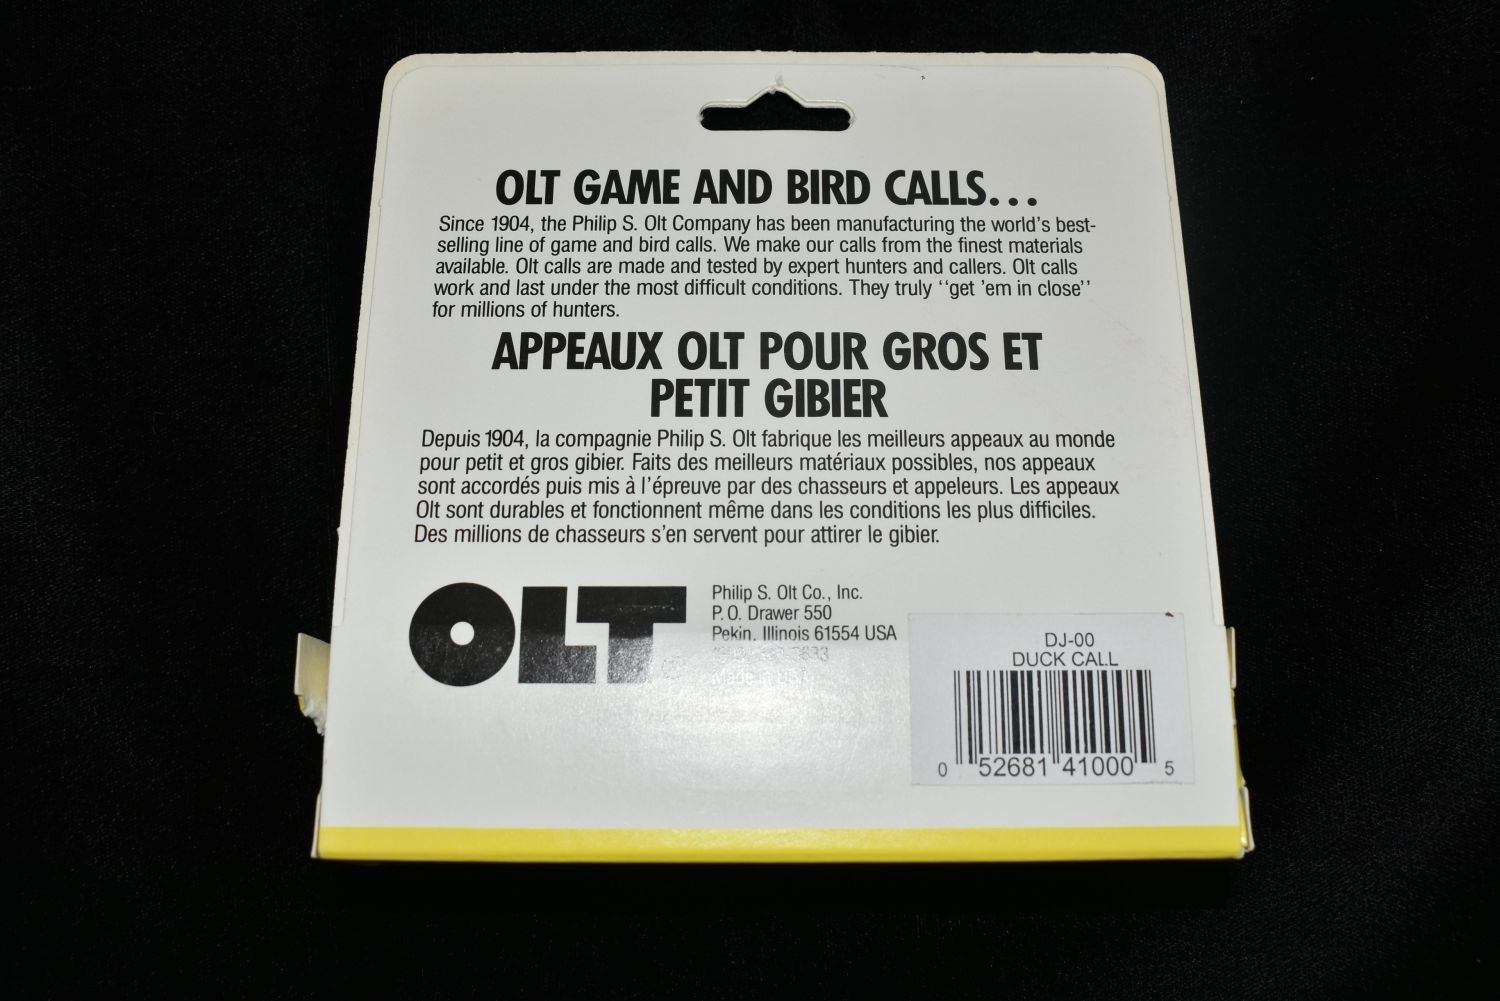 OLT GAME AND BIRD CALLS...
Since 1904, the Philip S. Olt Company has been manufacturing the world's best-
selling line of game and bird calls. We make our calls from the finest materials
available. Olt calls are made and tested by expert hunters and callers. Olt calls
work and last under the most difficult conditions. They truly ''get 'em in close''
for millions of hunters.
APPEAUX OLT POUR GROS ET
PETIT GIBIER
Depuis 1904, la compagnie Philip S. Olt fabrique les meilleurs appeaux au monde
pour petit et gros gibier. Faits des meilleurs matériaux possibles, nos appeaux
sont accordés puis mis à l'épreuve par des chasseurs et appeleurs. Les appeaux
Olt sont durables et fonctionnent même dans les conditions les plus difficiles.
Des millions de chasseurs s'en servent pour attirer le gibier.
OLT®
Philip S. Olt Co., Inc.
P.O. Drawer 550
Pekin, Illinois 61554 USA
Made in USA
DJ-00
DUCK CALL
0 52681 41000 5